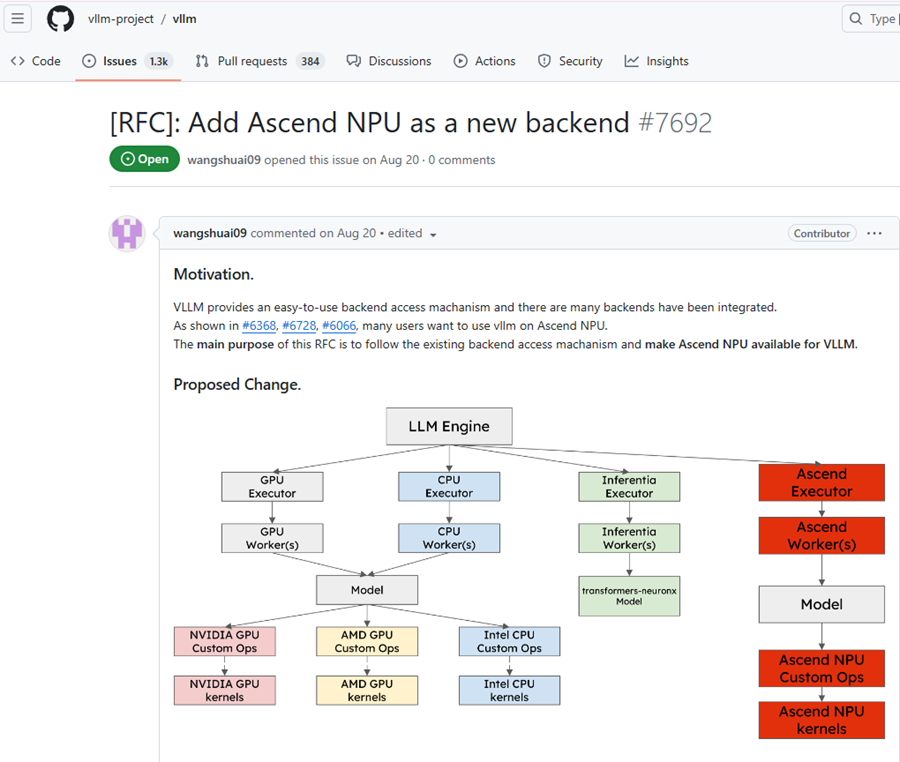 vllm-project / vllm
Type
Code Issues 1.3k Pull requests 384 Discussions Actions Security Insights
[RFC]: Add Ascend NPU as a new backend #7692
Open wangshuai09 opened this issue on Aug 20 · 0 comments
wangshuai09 commented on Aug 20 • edited
Contributor
Motivation.
VLLM provides an easy-to-use backend access machanism and there are many backends have been integrated.
As shown in #6368, #6728, #6066, many users want to use vllm on Ascend NPU.
The main purpose of this RFC is to follow the existing backend access machanism and make Ascend NPU available for VLLM.
Proposed Change.
LLM Engine
GPU
Executor
CPU
Executor
Inferentia
Executor
Ascend
Executor
GPU
Worker(s)
CPU
Worker(s)
Inferentia
Worker(s)
Ascend
Worker(s)
Model
transformers-neuronx
Model
Model
NVIDIA GPU
Custom Ops
AMD GPU
Custom Ops
Intel CPU
Custom Ops
Ascend NPU
Custom Ops
NVIDIA GPU
kernels
AMD GPU
kernels
Intel CPU
kernels
Ascend NPU
kernels